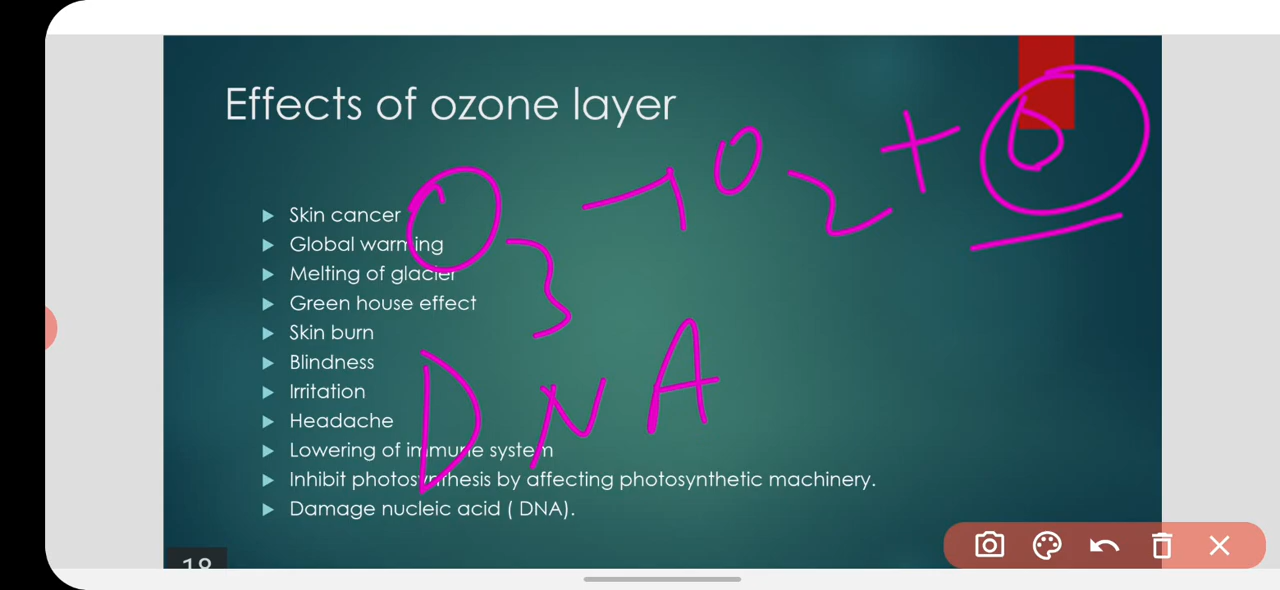 Effects of ozone layer
O3 → O2 + O
Skin cancer
Global warming
Melting of glacier
Green house effect
Skin burn
Blindness
Irritation
Headache
DNA
Lowering of immune system
Inhibit photosynthesis by affecting photosynthetic machinery.
Damage nucleic acid ( DNA).
18